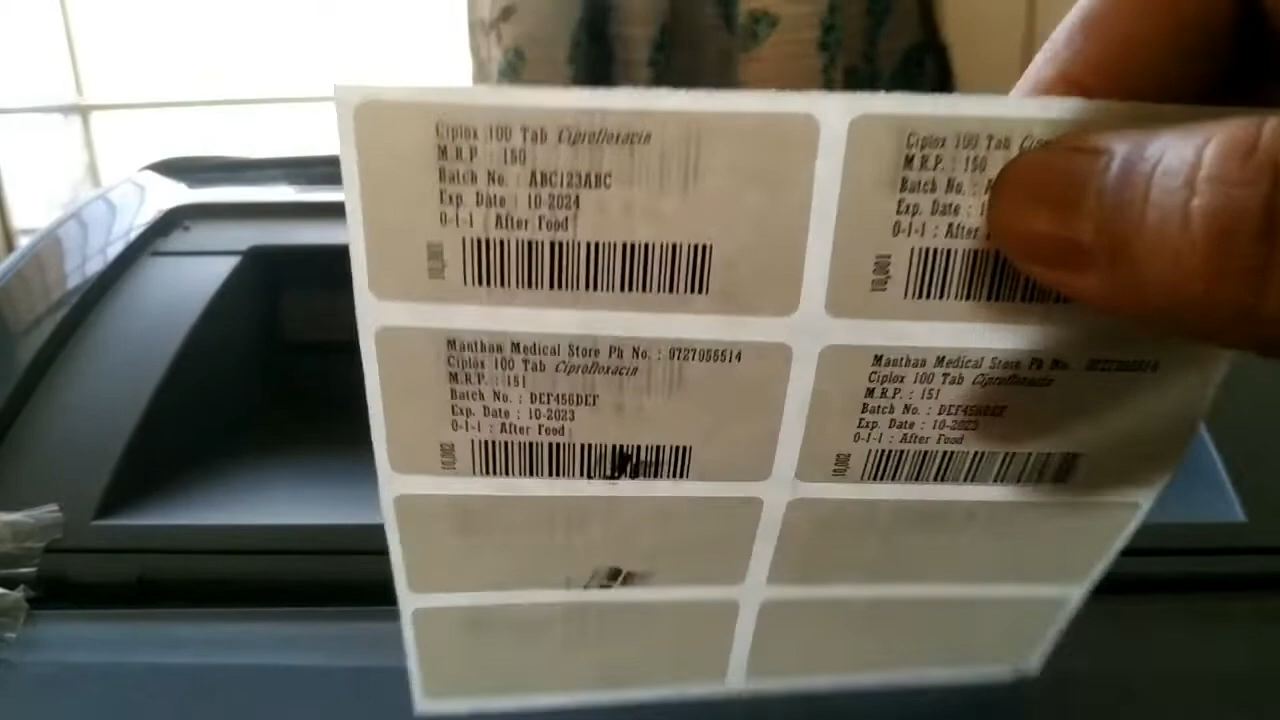 Ciplox 100 Tab Ciprofloxacin
M.R.P : 150
Batch No. : ABC123ABC
Exp. Date : 10-2024
0-1-1 : After Food
10,001
Ciplox 100 Tab
M.R.P. : 150
Batch No. :
Exp. Date :
0-1-1 : After
10,001
Manthan Medical Store Ph No. : 9727955514
Ciplox 100 Tab Ciprofloxacin
M.R.P. : 151
Batch No. : DEF456DEF
Exp. Date : 10-2023
0-1-1 : After Food
10,002
Manthan Medical Store Ph No. :
Ciplox 100 Tab Ciprofloxacin
M.R.P. : 151
Batch No. : DEF456DEF
Exp. Date : 10-2023
0-1-1 : After Food
10,002